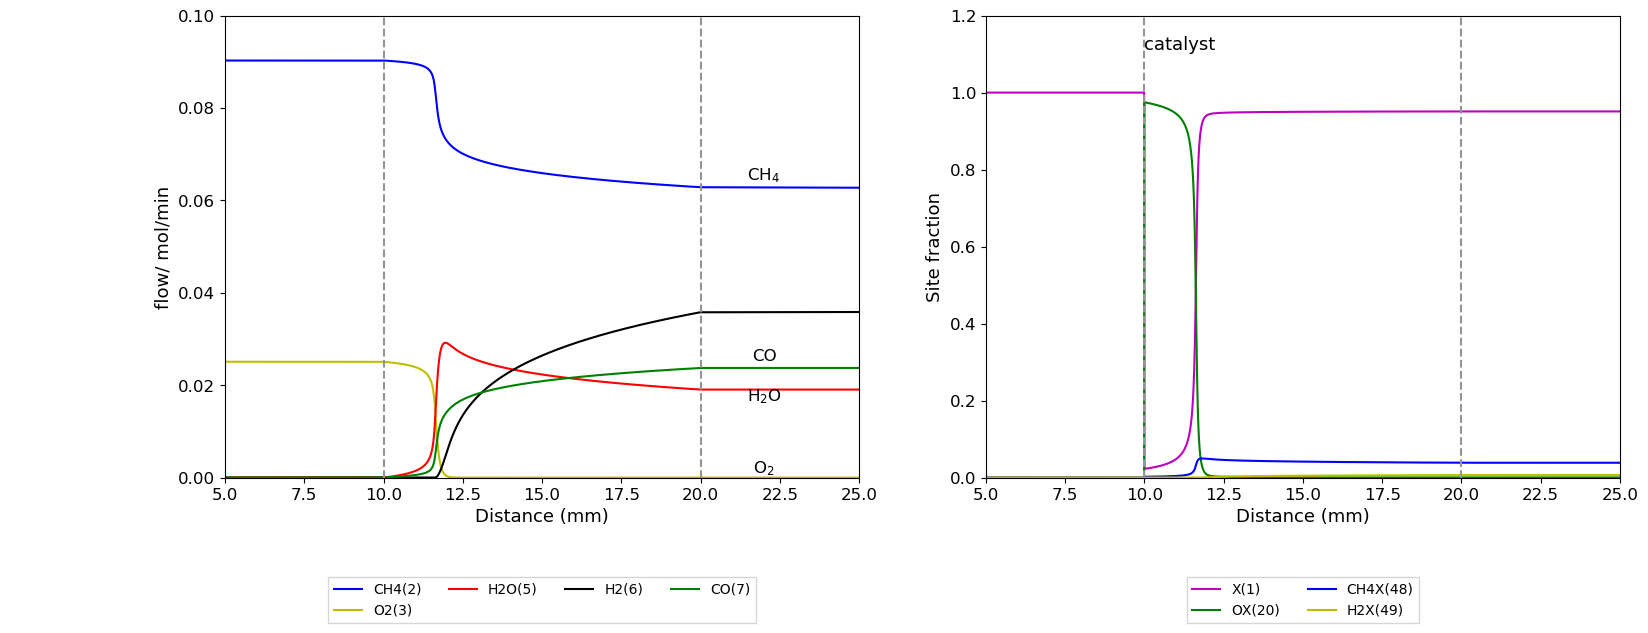 0.10
0.08
0.06
0.04
0.02
0.00
flow/ mol/min
CH₄
CO
H₂O
O₂
5.0 7.5 10.0 12.5 15.0 17.5 20.0 22.5 25.0
Distance (mm)
CH4(2) H2O(5) H2(6) CO(7)
O2(3)
1.2
1.0
0.8
0.6
0.4
0.2
0.0
Site fraction
catalyst
5.0 7.5 10.0 12.5 15.0 17.5 20.0 22.5 25.0
Distance (mm)
X(1) CH4X(48)
OX(20) H2X(49)